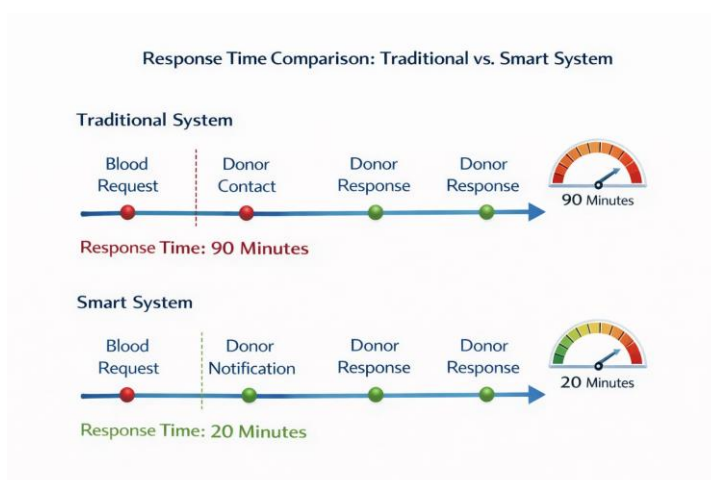 Response Time Comparison: Traditional vs. Smart System
Traditional System
Blood Request
Donor Contact
Donor Response
Donor Response
90 Minutes
Response Time: 90 Minutes
Smart System
Blood Request
Donor Notification
Donor Response
Donor Response
20 Minutes
Response Time: 20 Minutes